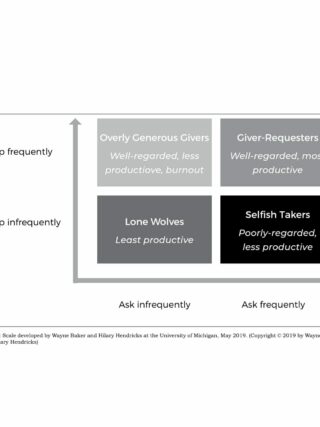 Overly Generous Givers
Well-regarded, less
productiove, burnout
Giver-Requesters
Well-regarded, mos
productive
p frequently
Lone Wolves
Least productive
Selfish Takers
Poorly-regarded,
less productive
p infrequently
Ask infrequently
Ask frequently
Scale developed by Wayne Baker and Hilary Hendricks at the University of Michigan, May 2019. (Copyright © 2019 by Wayne
lary Hendricks)